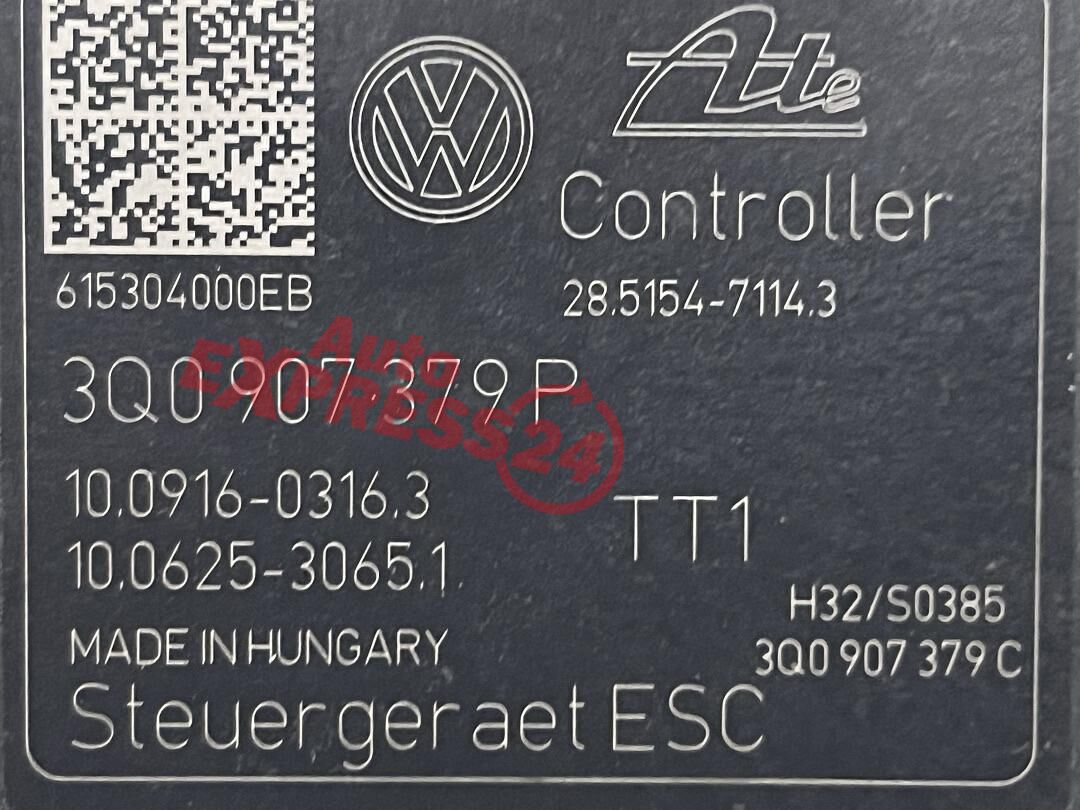 Ate
Controller
615304000EB
28.5154-7114.3
3Q0 907 379 P
Auto
EXPRESS24
10.0916-0316.3
10.0625-3065.1
TT1
H32/S0385
MADE IN HUNGARY
3Q0 907 379 C
Steuergeraet ESC